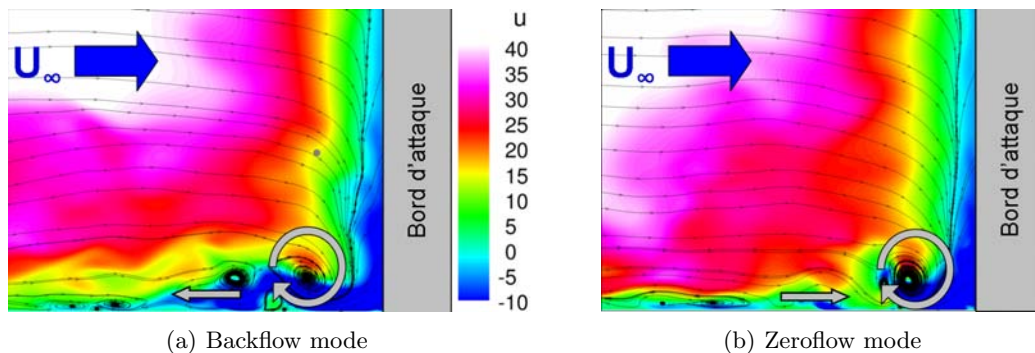 U∞
Bord d'attaque
u
40
35
30
25
20
15
10
5
0
-5
-10
U∞
Bord d'attaque
(a) Backflow mode
(b) Zeroflow mode